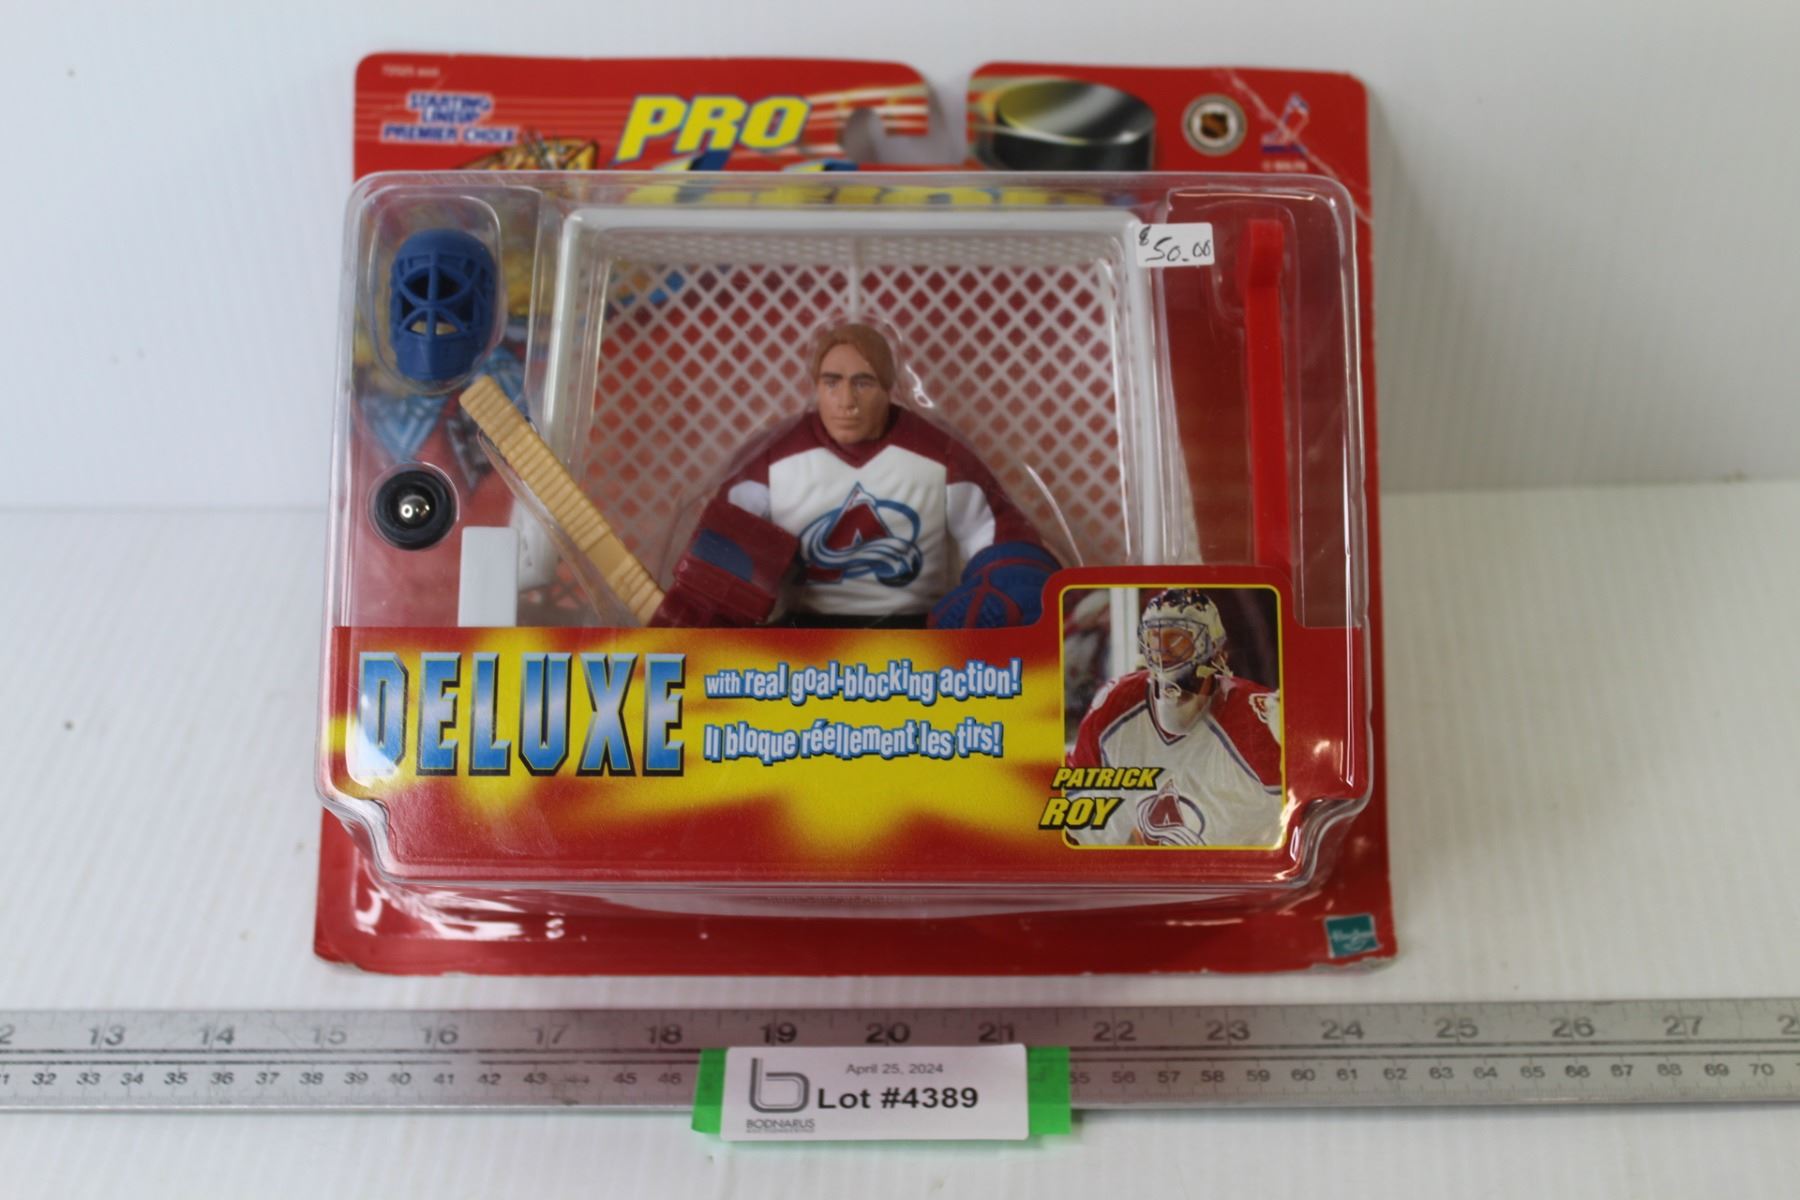 STARTING
LINEUP
PREMIER CHOIX
PRO
$50.00
DELUXE
with real goal-blocking action!
Il bloque réellement les tirs!
PATRICK
ROY
Hasbro
13 14 15 16 17 18 19 20 21 22 23 24 25 26 27
32 33 34 35 36 37 38 39 40 41 42 43 44 45 46 55 56 57 58 59 60 61 62 63 64 65 66 67 68 69 70
April 25, 2024
Lot #4389
BODNARUS